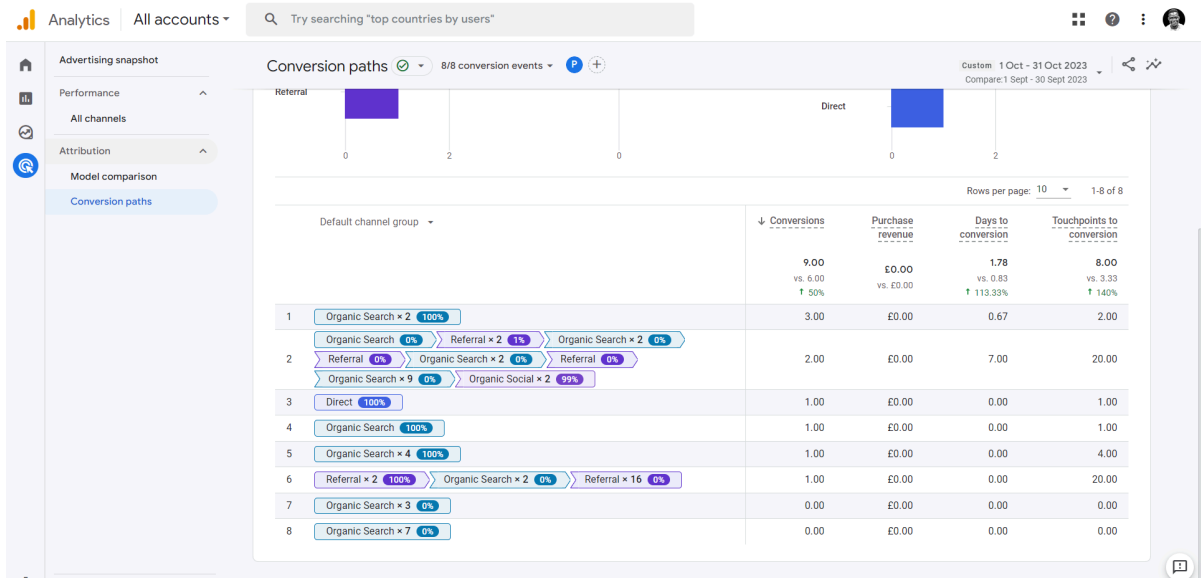 Analytics
All accounts
Try searching "top countries by users"
Advertising snapshot
Performance
All channels
Attribution
Model comparison
Conversion paths
Conversion paths
8/8 conversion events
P
Custom 1 Oct - 31 Oct 2023
Compare:1 Sept - 30 Sept 2023
Referral
0 2 0
Direct
0 2
Rows per page: 10 1-8 of 8
Default channel group
↓ Conversions
Purchase revenue
Days to conversion
Touchpoints to conversion
9.00 £0.00 1.78 8.00
vs. 6.00 vs. £0.00 vs. 0.83 vs. 3.33
↑ 50% ↑ 113.33% ↑ 140%
1 Organic Search × 2 100% 3.00 £0.00 0.67 2.00
2 Organic Search 0% Referral × 2 1% Organic Search × 2 0%
Referral 0% Organic Search × 2 0% Referral 0%
Organic Search × 9 0% Organic Social × 2 99%
2.00 £0.00 7.00 20.00
3 Direct 100% 1.00 £0.00 0.00 1.00
4 Organic Search 100% 1.00 £0.00 0.00 1.00
5 Organic Search × 4 100% 1.00 £0.00 0.00 4.00
6 Referral × 2 100% Organic Search × 2 0% Referral × 16 0% 1.00 £0.00 0.00 20.00
7 Organic Search × 3 0% 0.00 £0.00 0.00 0.00
8 Organic Search × 7 0% 0.00 £0.00 0.00 0.00